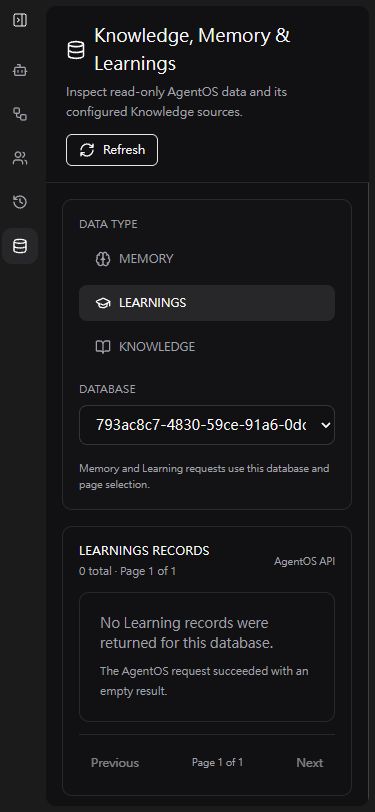 Knowledge, Memory &
Learnings
Inspect read-only AgentOS data and its
configured Knowledge sources.
Refresh
DATA TYPE
MEMORY
LEARNINGS
KNOWLEDGE
DATABASE
793ac8c7-4830-59ce-91a6-0dc
Memory and Learning requests use this database and
page selection.
LEARNINGS RECORDS
AgentOS API
0 total · Page 1 of 1
No Learning records were
returned for this database.
The AgentOS request succeeded with an
empty result.
Previous
Page 1 of 1
Next